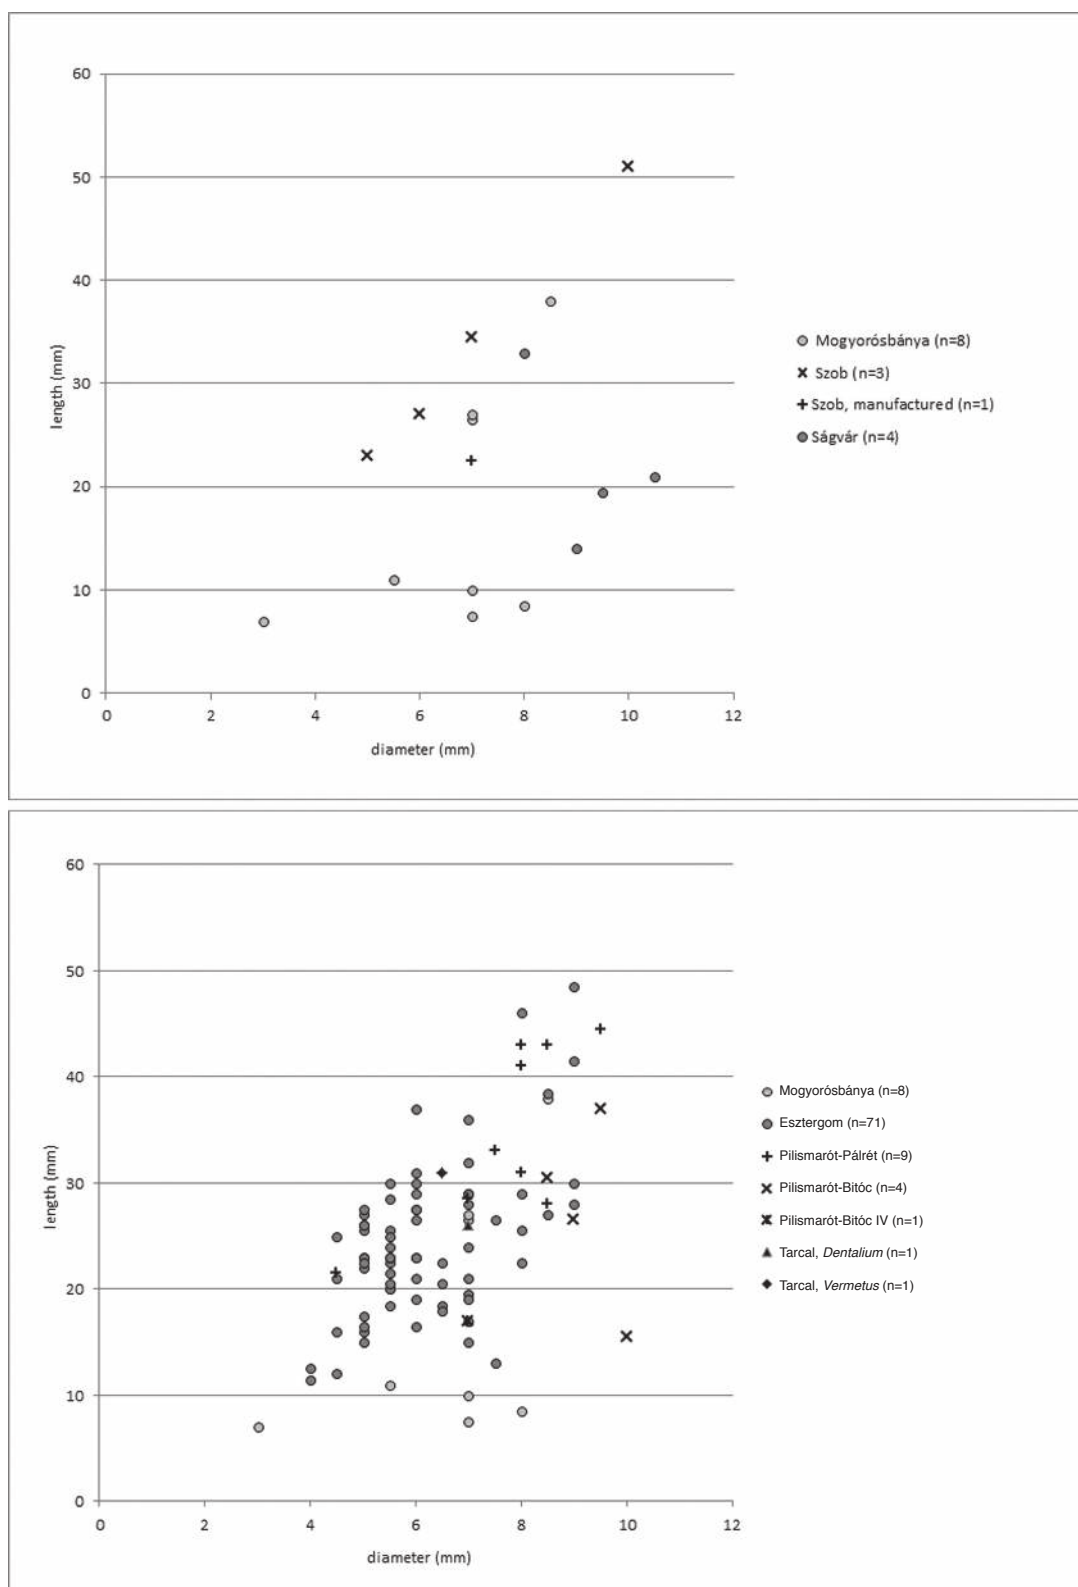 60
50
40
30
20
10
0
length (mm)
0 2 4 6 8 10 12
diameter (mm)
Mogyorósbánya (n=8)
Szob (n=3)
Szob, manufactured (n=1)
Ságvár (n=4)
60
50
40
30
20
10
0
length (mm)
0 2 4 6 8 10 12
diameter (mm)
Mogyorósbánya (n=8)
Esztergom (n=71)
Pilismarót-Pálrét (n=9)
Pilismarót-Bitóc (n=4)
Pilismarót-Bitóc IV (n=1)
Tarcal, Dentalium (n=1)
Tarcal, Vermetus (n=1)